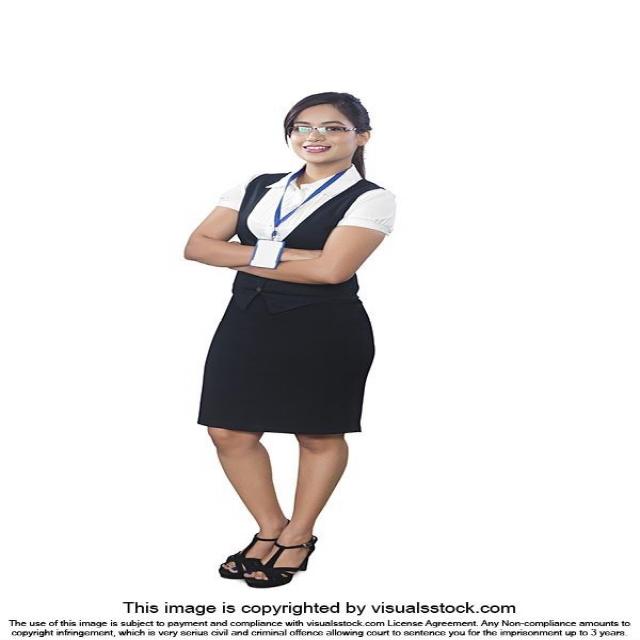 This image is copyrighted by visualsstock.com
The use of this image is subject to payment and compliance with visualsstock.com License Agreement. Any Non-compliance amounts to
copyright infringement, which is very serius civil and criminal offence allowing court to sentence you for the imprisonment up to 3 years.